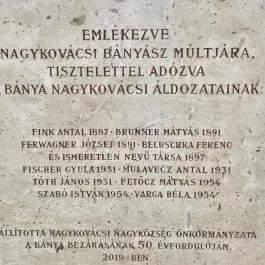 EMLÉKEZVE
NAGYKOVÁCSI BÁNYÁSZ MÚLTJÁRA,
TISZTELETTEL ADÓZVA
A BÁNYA NAGYKOVÁCSI ÁLDOZATAINAK:
FINK ANTAL 1887 · BRUNNER MÁTYÁS 1891
FERWAGNER JÓZSEF 1891 · BELUSCHKA FERENC
ÉS ISMERETLEN NEVŰ TÁRSA 1897
FISCHER GYULA 1931 · MULAVECZ ANTAL 1931
TÓTH JÁNOS 1931 · PETŐCZ MÁTYÁS 1954
SZABÓ ISTVÁN 1954 · VARGA BÉLA 1954
ÁLLÍTOTTA NAGYKOVÁCSI NAGYKÖZSÉG ÖNKORMÁNYZATA
A BÁNYA BEZÁRÁSÁNAK 50. ÉVFORDULÓJÁN,
2019-BEN.